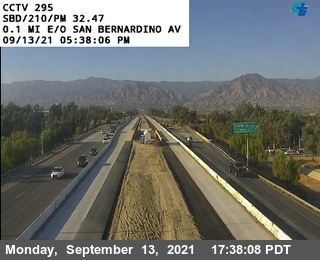 CCTV 295
SBD/210/PM 32.47
0.1 MI E/O SAN BERNARDINO AV
09/13/21 05:38:06 PM
Monday, September 13, 2021 17:38:08 PDT